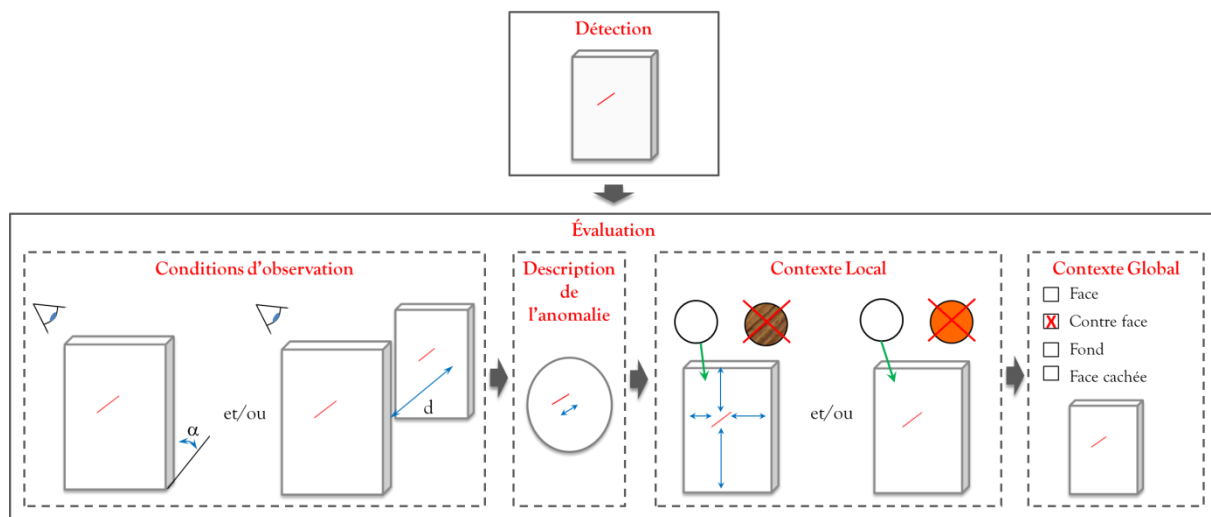 Détection
Évaluation
Conditions d'observation
α
et/ou
d
Description
de
l'anomalie
Contexte Local
et/ou
Contexte Global
Face
Contre face
Fond
Face cachée